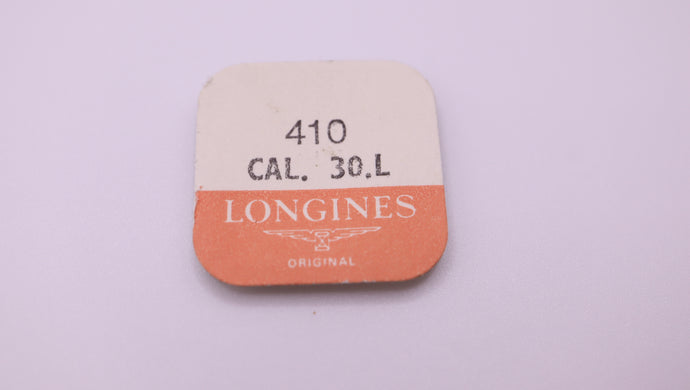 410
CAL. 30.L
LONGINES
ORIGINAL